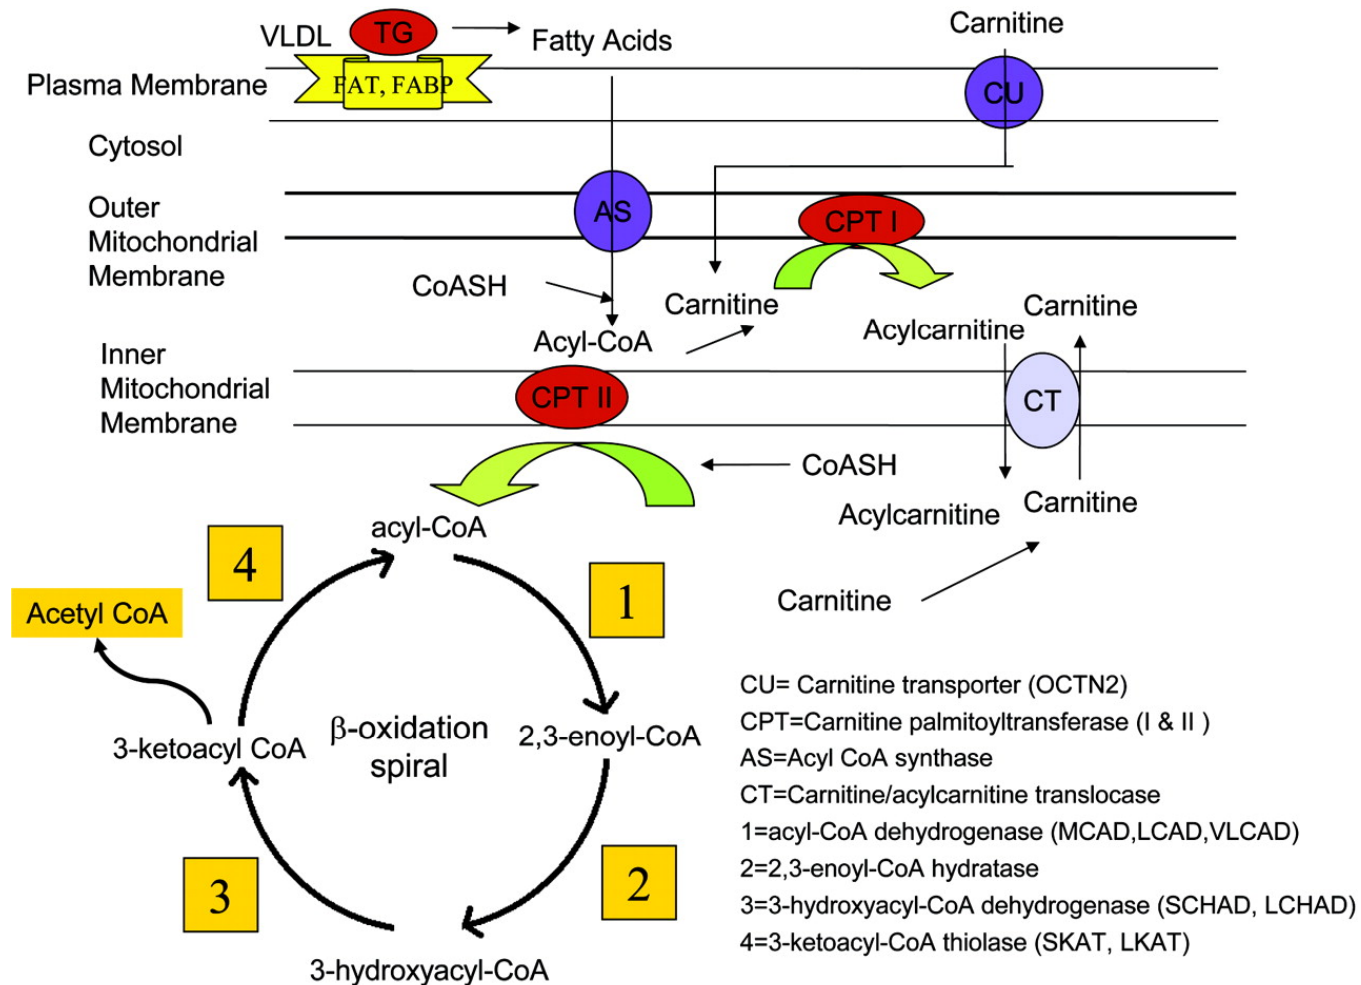 VLDL
TG
Fatty Acids
Carnitine
Plasma Membrane
FAT, FABP
CU
Cytosol
Outer
Mitochondrial
Membrane
AS
CPT I
CoASH
Carnitine
Acyl-CoA
Acylcarnitine
Carnitine
Inner
Mitochondrial
Membrane
CPT II
CT
CoASH
Acylcarnitine
Carnitine
Carnitine
acyl-CoA
4
1
Acetyl CoA
3-ketoacyl CoA
β-oxidation
spiral
2,3-enoyl-CoA
3
2
3-hydroxyacyl-CoA
CU= Carnitine transporter (OCTN2)
CPT=Carnitine palmitoyltransferase (I & II )
AS=Acyl CoA synthase
CT=Carnitine/acylcarnitine translocase
1=acyl-CoA dehydrogenase (MCAD,LCAD,VLCAD)
2=2,3-enoyl-CoA hydratase
3=3-hydroxyacyl-CoA dehydrogenase (SCHAD, LCHAD)
4=3-ketoacyl-CoA thiolase (SKAT, LKAT)